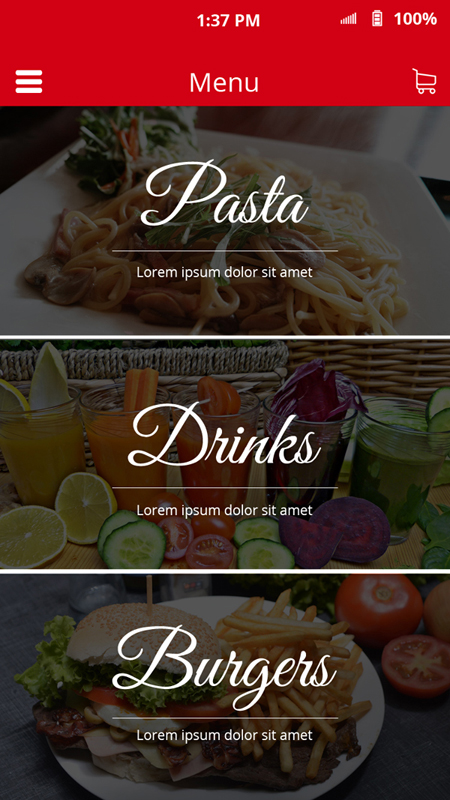 1:37 PM 100%
Menu
Pasta
Lorem ipsum dolor sit amet
Drinks
Lorem ipsum dolor sit amet
Burgers
Lorem ipsum dolor sit amet